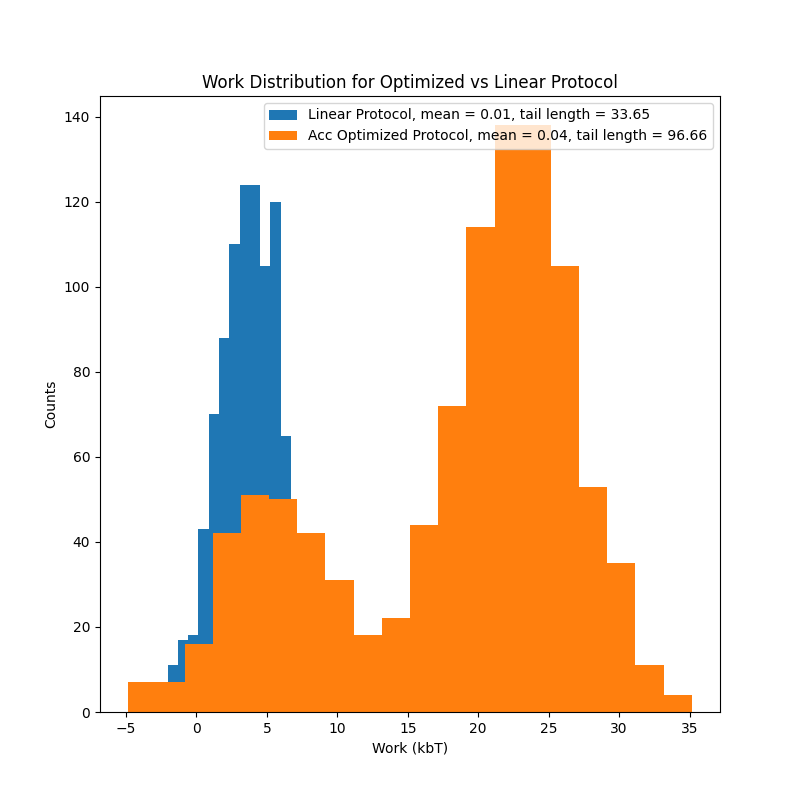 Work Distribution for Optimized vs Linear Protocol
Linear Protocol, mean = 0.01, tail length = 33.65
Acc Optimized Protocol, mean = 0.04, tail length = 96.66
140
120
100
80
60
40
20
0
Counts
−5 0 5 10 15 20 25 30 35
Work (kbT)